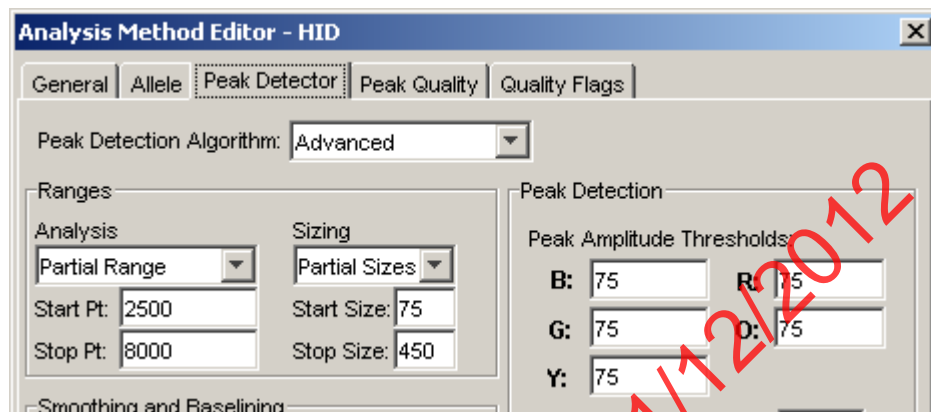 Analysis Method Editor - HID
General Allele Peak Detector Peak Quality Quality Flags
Peak Detection Algorithm: Advanced
Ranges
Analysis Sizing
Partial Range Partial Sizes
Start Pt: 2500 Start Size: 75
Stop Pt: 8000 Stop Size: 450
Smoothing and Baselining
Peak Detection
Peak Amplitude Thresholds:
B: 75 R: 75
G: 75 O: 75
Y: 75
1/12/2012